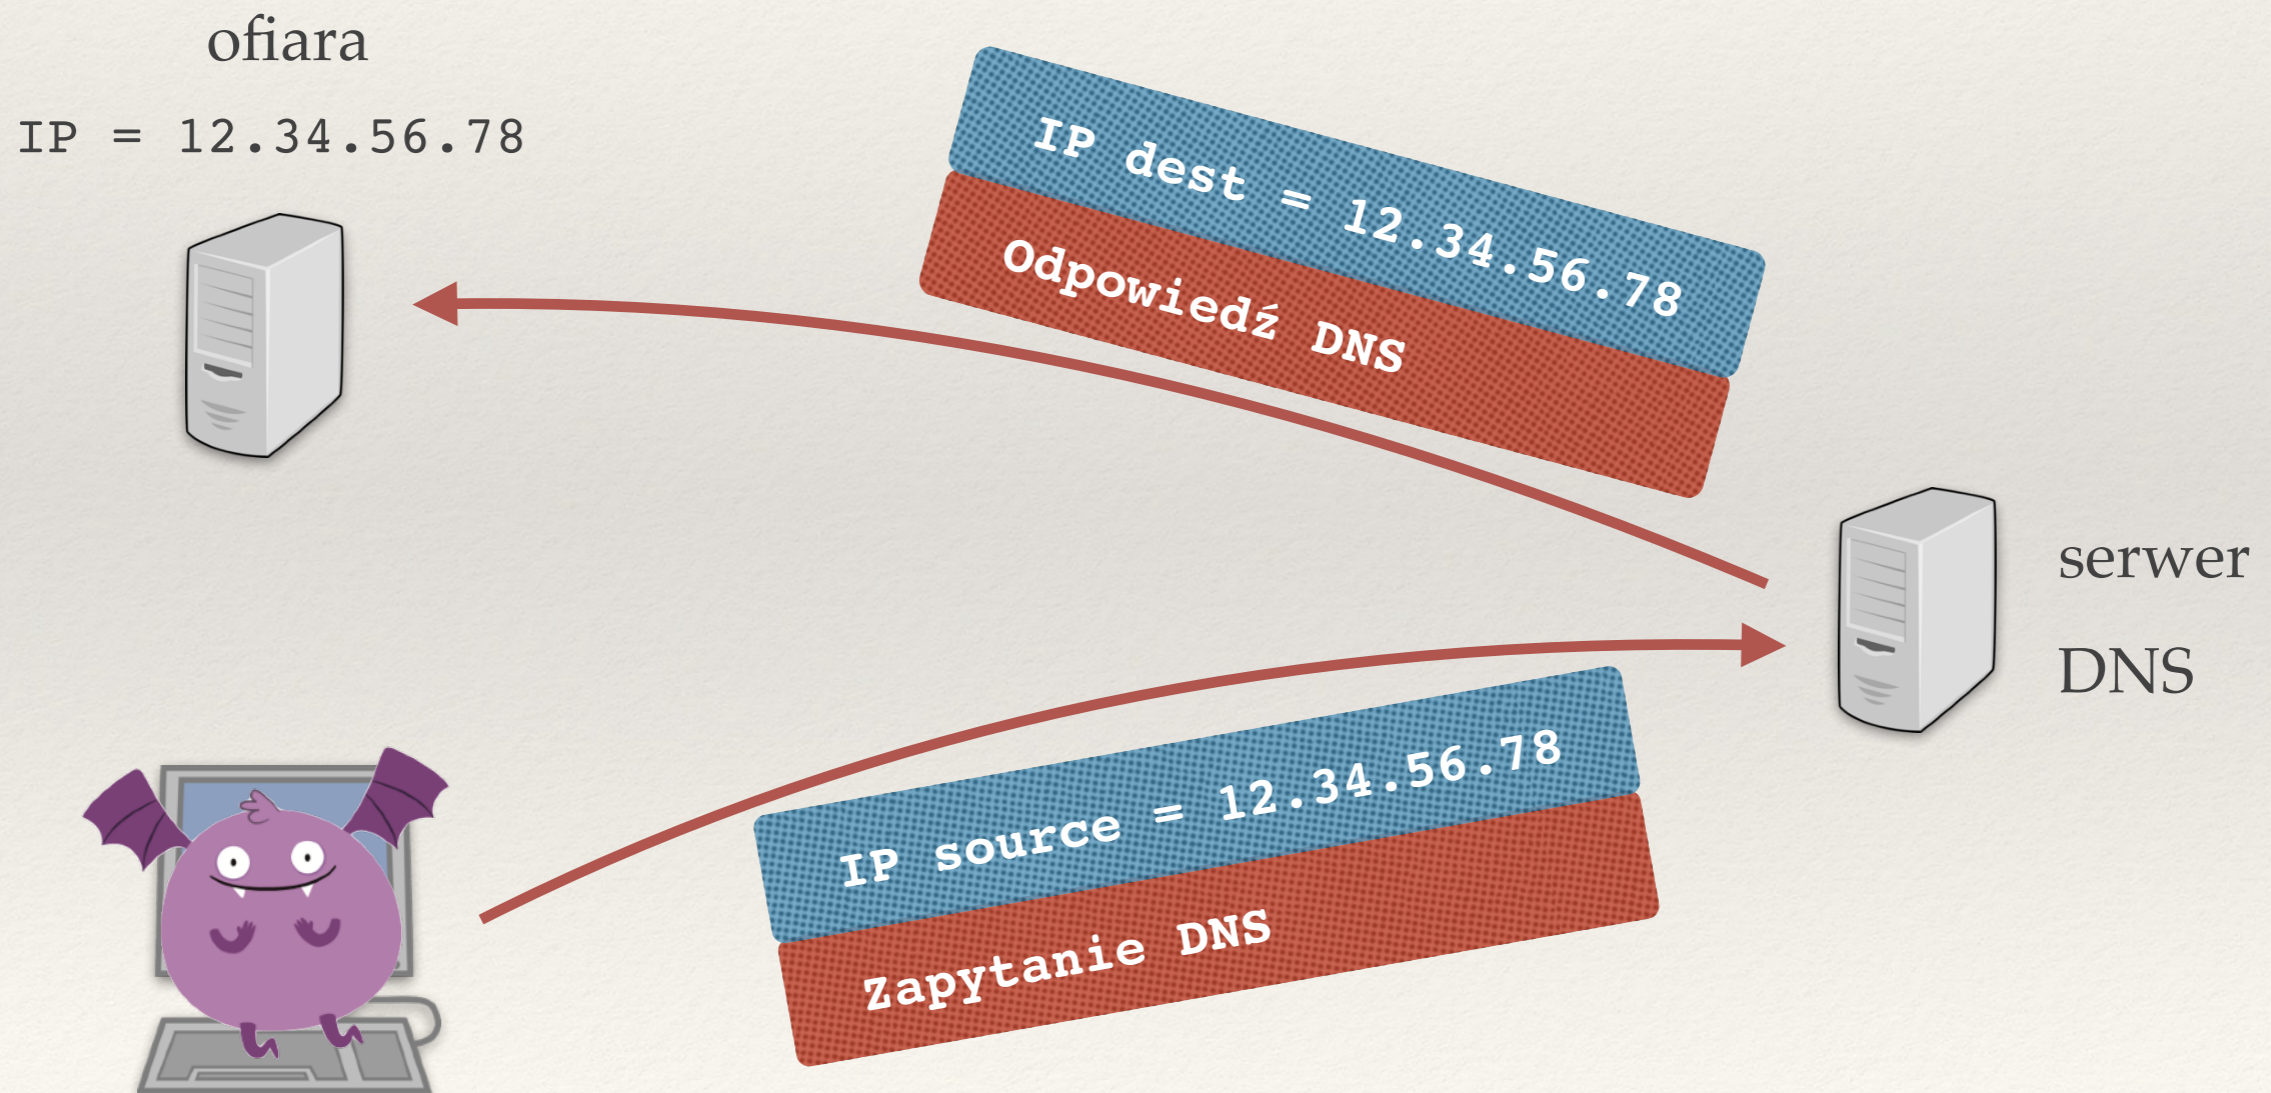 ofiara
IP = 12.34.56.78
IP dest = 12.34.56.78
Odpowiedź DNS
serwer
DNS
IP source = 12.34.56.78
Zapytanie DNS